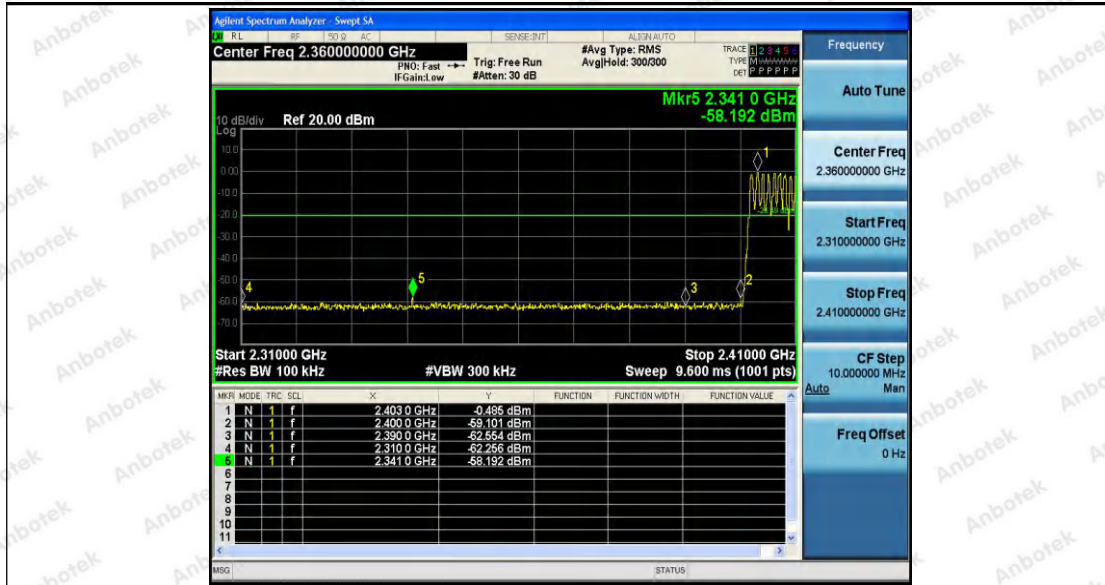 Agilent Spectrum Analyzer - Swept SA
RL RF 50 Ω AC SENSE:INT ALIGNAUTO
Center Freq 2.360000000 GHz
PNO: Fast
IFGain:Low
Trig: Free Run
#Atten: 30 dB
#Avg Type: RMS
Avg|Hold: 300/300
TRACE 1 2 3 4 5 6
TYPE M
DET P P P P P P
Mkr5 2.341 0 GHz
-58.192 dBm
10 dB/div Ref 20.00 dBm
Log
10.0
0.00
-10.0
-20.0
-30.0
-40.0
-50.0
-60.0
-70.0
1
2
3
4
5
Start 2.31000 GHz Stop 2.41000 GHz
#Res BW 100 kHz #VBW 300 kHz Sweep 9.600 ms (1001 pts)
MKR MODE TRC SCL X Y FUNCTION FUNCTION WIDTH FUNCTION VALUE
1 N 1 f 2.403 0 GHz -0.485 dBm
2 N 1 f 2.400 0 GHz -59.101 dBm
3 N 1 f 2.390 0 GHz -62.554 dBm
4 N 1 f 2.310 0 GHz -62.256 dBm
5 N 1 f 2.341 0 GHz -58.192 dBm
6
7
8
9
10
11
MSG STATUS
Frequency
Auto Tune
Center Freq
2.360000000 GHz
Start Freq
2.310000000 GHz
Stop Freq
2.410000000 GHz
CF Step
10.000000 MHz
Auto Man
Freq Offset
0 Hz
Anbotek